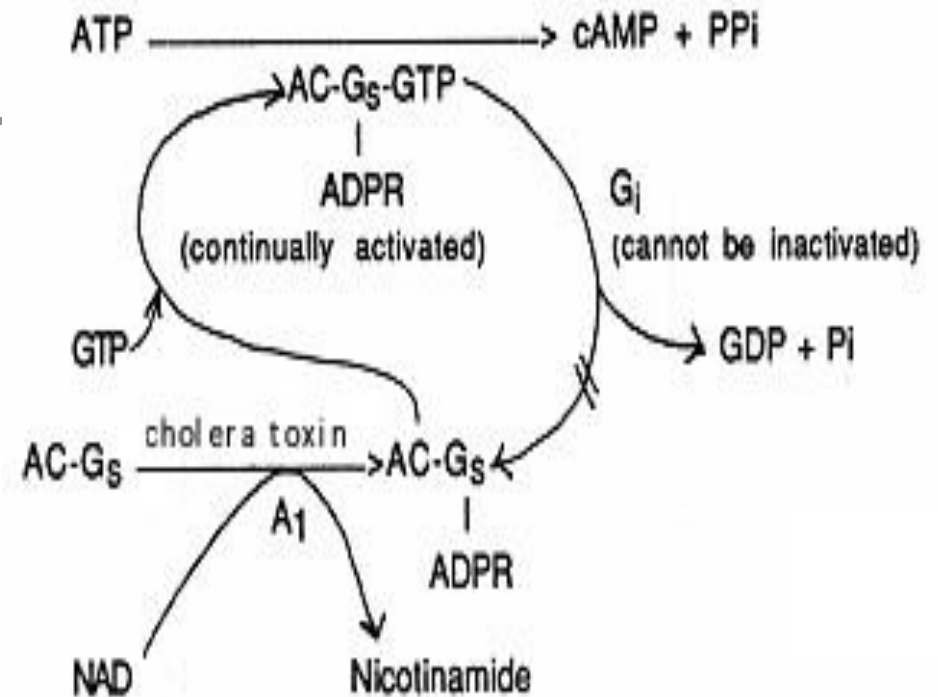 ATP ————> cAMP + PPi
AC-Gs-GTP
ADPR
(continually activated)
Gi
(cannot be inactivated)
GTP
GDP + Pi
cholera toxin
AC-Gs
>AC-Gs
A1
ADPR
NAD
Nicotinamide